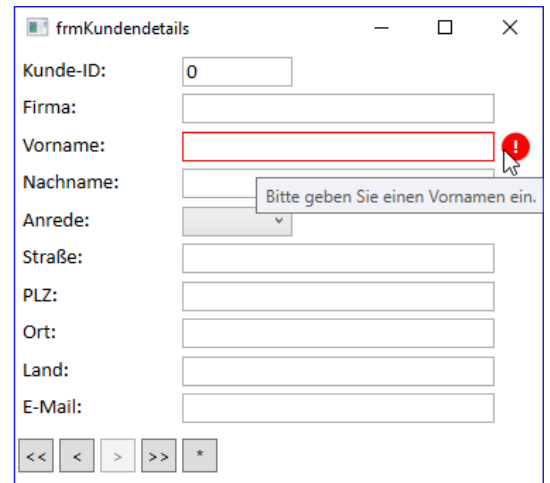 frmKundendetails
Kunde-ID: 0
Firma:
Vorname: !
Nachname:
Bitte geben Sie einen Vornamen ein.
Anrede:
Straße:
PLZ:
Ort:
Land:
E-Mail:
<< < > >> *